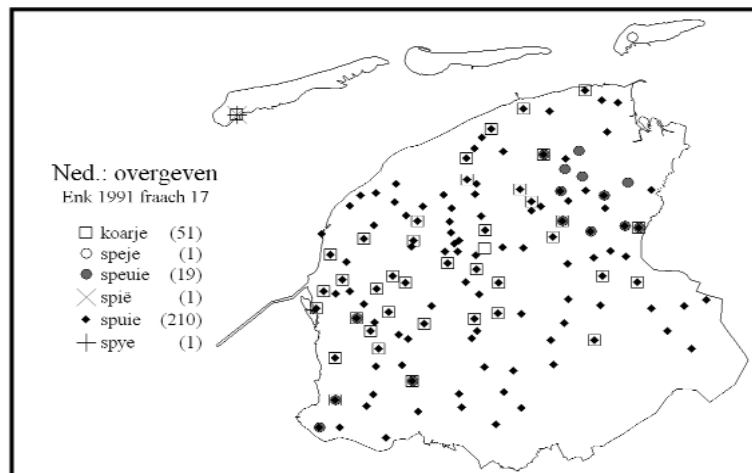 Ned.: overgeven
Enk 1991 fraach 17
koarje (51)
speje (1)
speuie (19)
spië (1)
spuie (210)
spye (1)